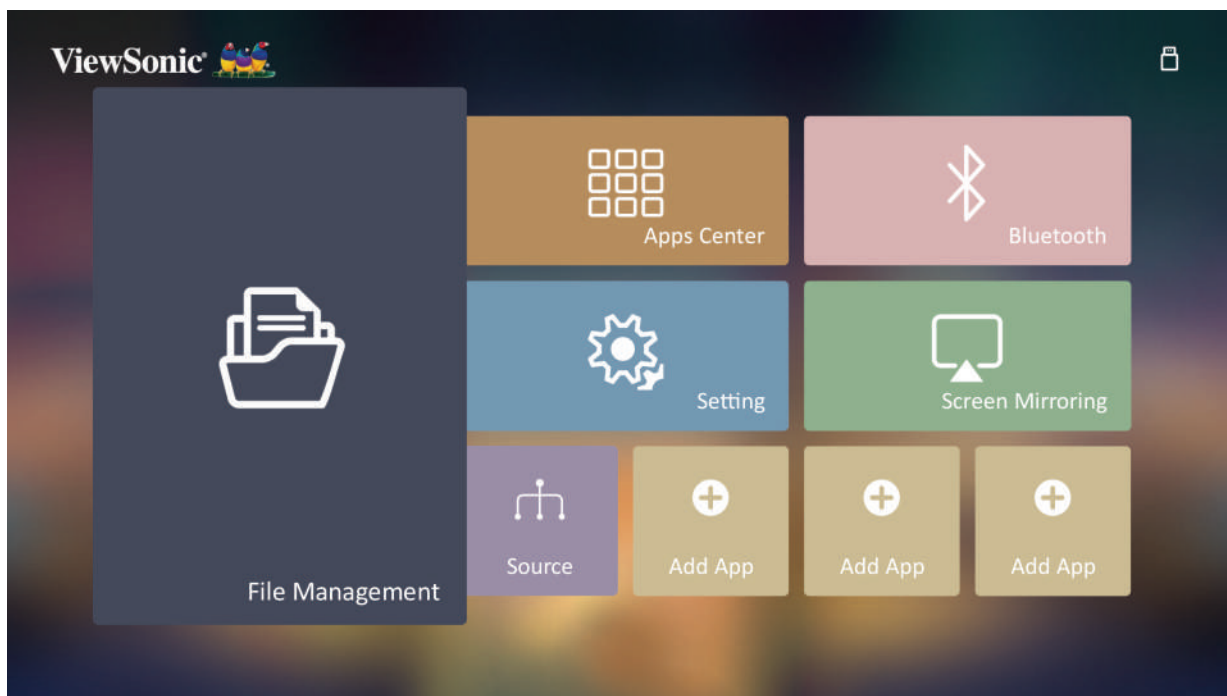 ViewSonic®
Apps Center
Bluetooth
Setting
Screen Mirroring
File Management
Source
Add App
Add App
Add App